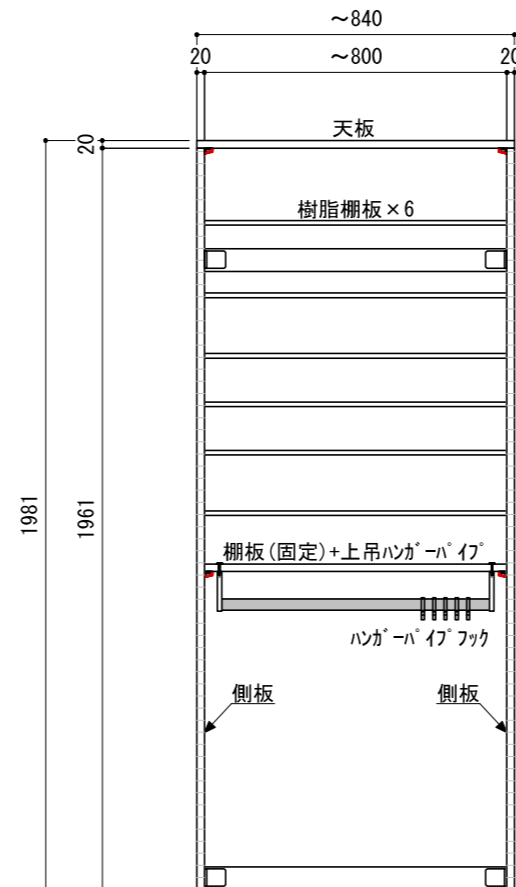 ～840
20
～800
20
20
天板
樹脂棚板×6
1981
1961
棚板(固定)+上吊ﾊﾝｶﾞｰﾊﾟｲﾌﾟ
ﾊﾝｶﾞｰﾊﾟｲﾌﾟﾌｯｸ
側板
側板